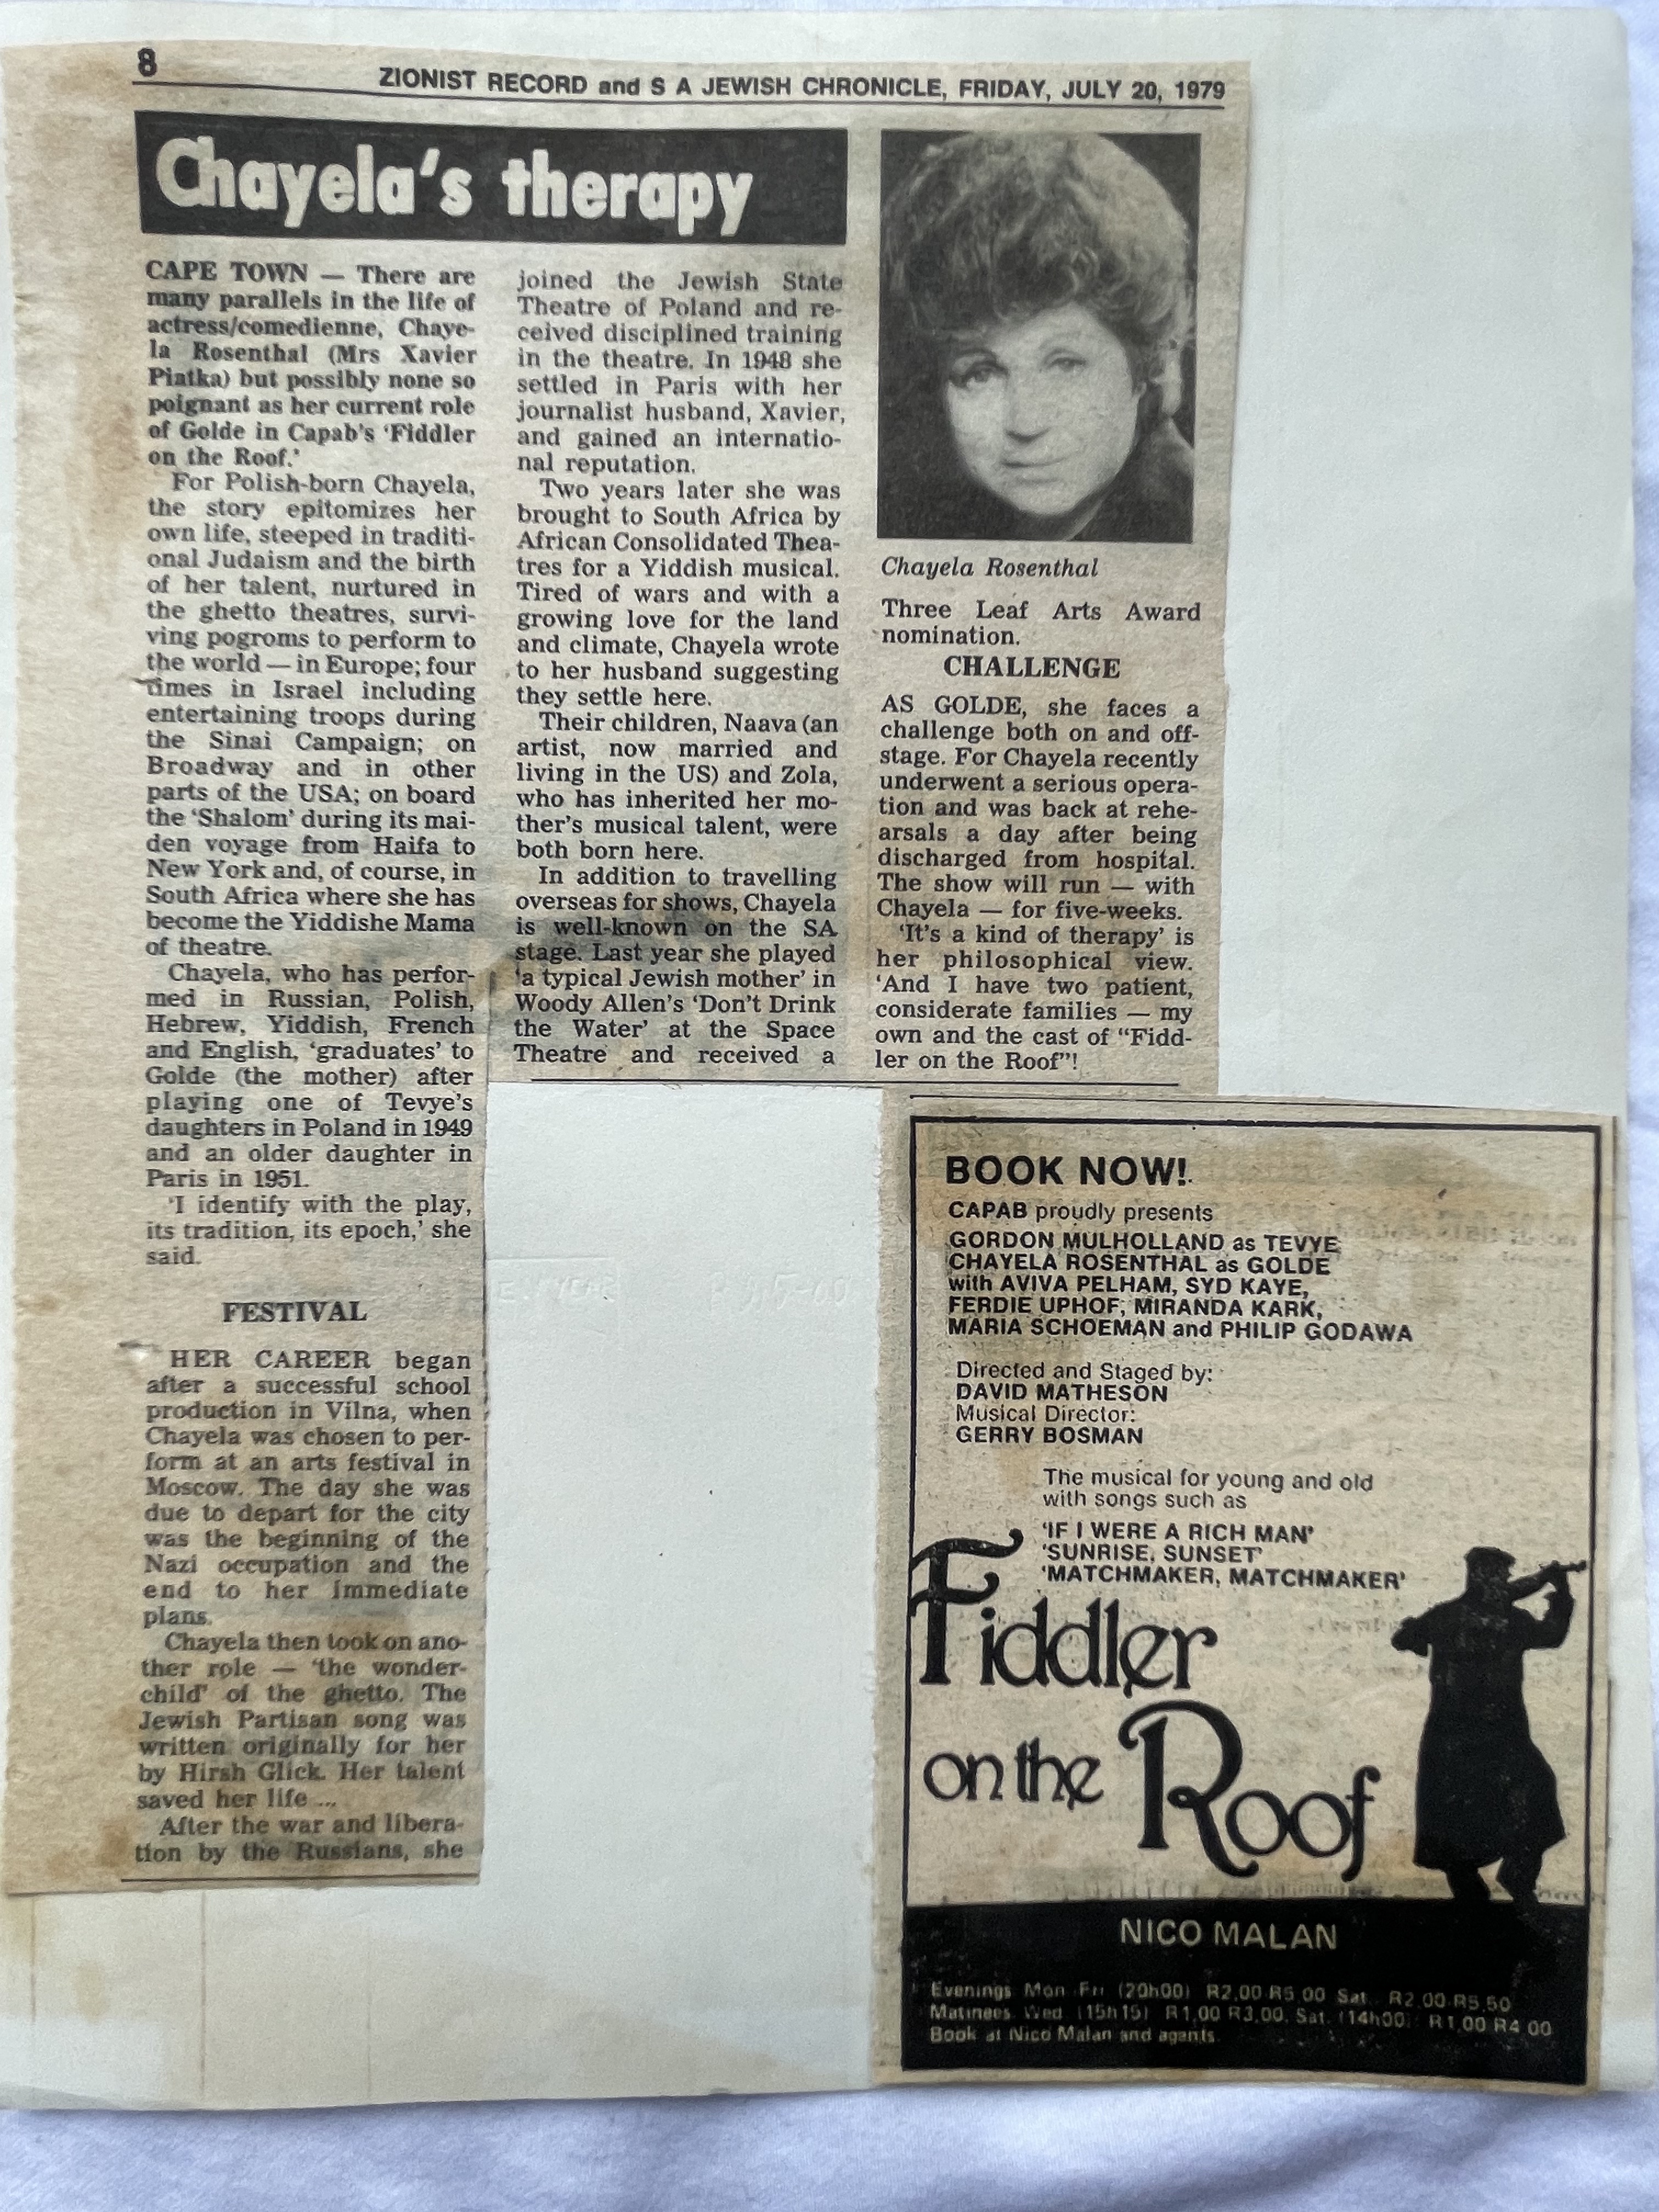 8
ZIONIST RECORD and S A JEWISH CHRONICLE, FRIDAY, JULY 20, 1979
Chayela's therapy
CAPE TOWN — There are
many parallels in the life of
actress/comedienne, Chaye-
la Rosenthal (Mrs Xavier
Piatka) but possibly none so
poignant as her current role
of Golde in Capab's 'Fiddler
on the Roof.'
For Polish-born Chayela,
the story epitomizes her
own life, steeped in traditi-
onal Judaism and the birth
of her talent, nurtured in
the ghetto theatres, survi-
ving pogroms to perform to
the world — in Europe; four
times in Israel including
entertaining troops during
the Sinai Campaign; on
Broadway and in other
parts of the USA; on board
the 'Shalom' during its mai-
den voyage from Haifa to
New York and, of course, in
South Africa where she has
become the Yiddishe Mama
of theatre.
Chayela, who has perfor-
med in Russian, Polish,
Hebrew, Yiddish, French
and English, 'graduates' to
Golde (the mother) after
playing one of Tevye's
daughters in Poland in 1949
and an older daughter in
Paris in 1951.
'I identify with the play,
its tradition, its epoch,' she
said.
FESTIVAL
HER CAREER began
after a successful school
production in Vilna, when
Chayela was chosen to per-
form at an arts festival in
Moscow. The day she was
due to depart for the city
was the beginning of the
Nazi occupation and the
end to her immediate
plans.
Chayela then took on ano-
ther role — 'the wonder-
child' of the ghetto. The
Jewish Partisan song was
written originally for her
by Hirsh Glick. Her talent
saved her life ...
After the war and libera-
tion by the Russians, she
joined the Jewish State
Theatre of Poland and re-
ceived disciplined training
in the theatre. In 1948 she
settled in Paris with her
journalist husband, Xavier,
and gained an internatio-
nal reputation.
Two years later she was
brought to South Africa by
African Consolidated Thea-
tres for a Yiddish musical.
Tired of wars and with a
growing love for the land
and climate, Chayela wrote
to her husband suggesting
they settle here.
Their children, Naava (an
artist, now married and
living in the US) and Zola,
who has inherited her mo-
ther's musical talent, were
both born here.
In addition to travelling
overseas for shows, Chayela
is well-known on the SA
stage. Last year she played
'a typical Jewish mother' in
Woody Allen's 'Don't Drink
the Water' at the Space
Theatre and received a
Chayela Rosenthal
Three Leaf Arts Award
nomination.
CHALLENGE
AS GOLDE, she faces a
challenge both on and off-
stage. For Chayela recently
underwent a serious opera-
tion and was back at rehe-
arsals a day after being
discharged from hospital.
The show will run — with
Chayela — for five-weeks.
'It's a kind of therapy' is
her philosophical view.
'And I have two patient,
considerate families — my
own and the cast of "Fidd-
ler on the Roof"!
BOOK NOW!
CAPAB proudly presents
GORDON MULHOLLAND as TEVYE
CHAYELA ROSENTHAL as GOLDE
with AVIVA PELHAM, SYD KAYE,
FERDIE UPHOF, MIRANDA KARK,
MARIA SCHOEMAN and PHILIP GODAWA
Directed and Staged by:
DAVID MATHESON
Musical Director:
GERRY BOSMAN
The musical for young and old
with songs such as
'IF I WERE A RICH MAN'
'SUNRISE, SUNSET'
'MATCHMAKER, MATCHMAKER'
Fiddler
on the Roof
NICO MALAN
Evenings Mon Fri (20h00) R2,00 R5,00 Sat. R2,00 R5,50
Matinees Wed (15h15) R1,00 R3,00. Sat. (14h00) R1,00 R4,00
Book at Nico Malan and agents.